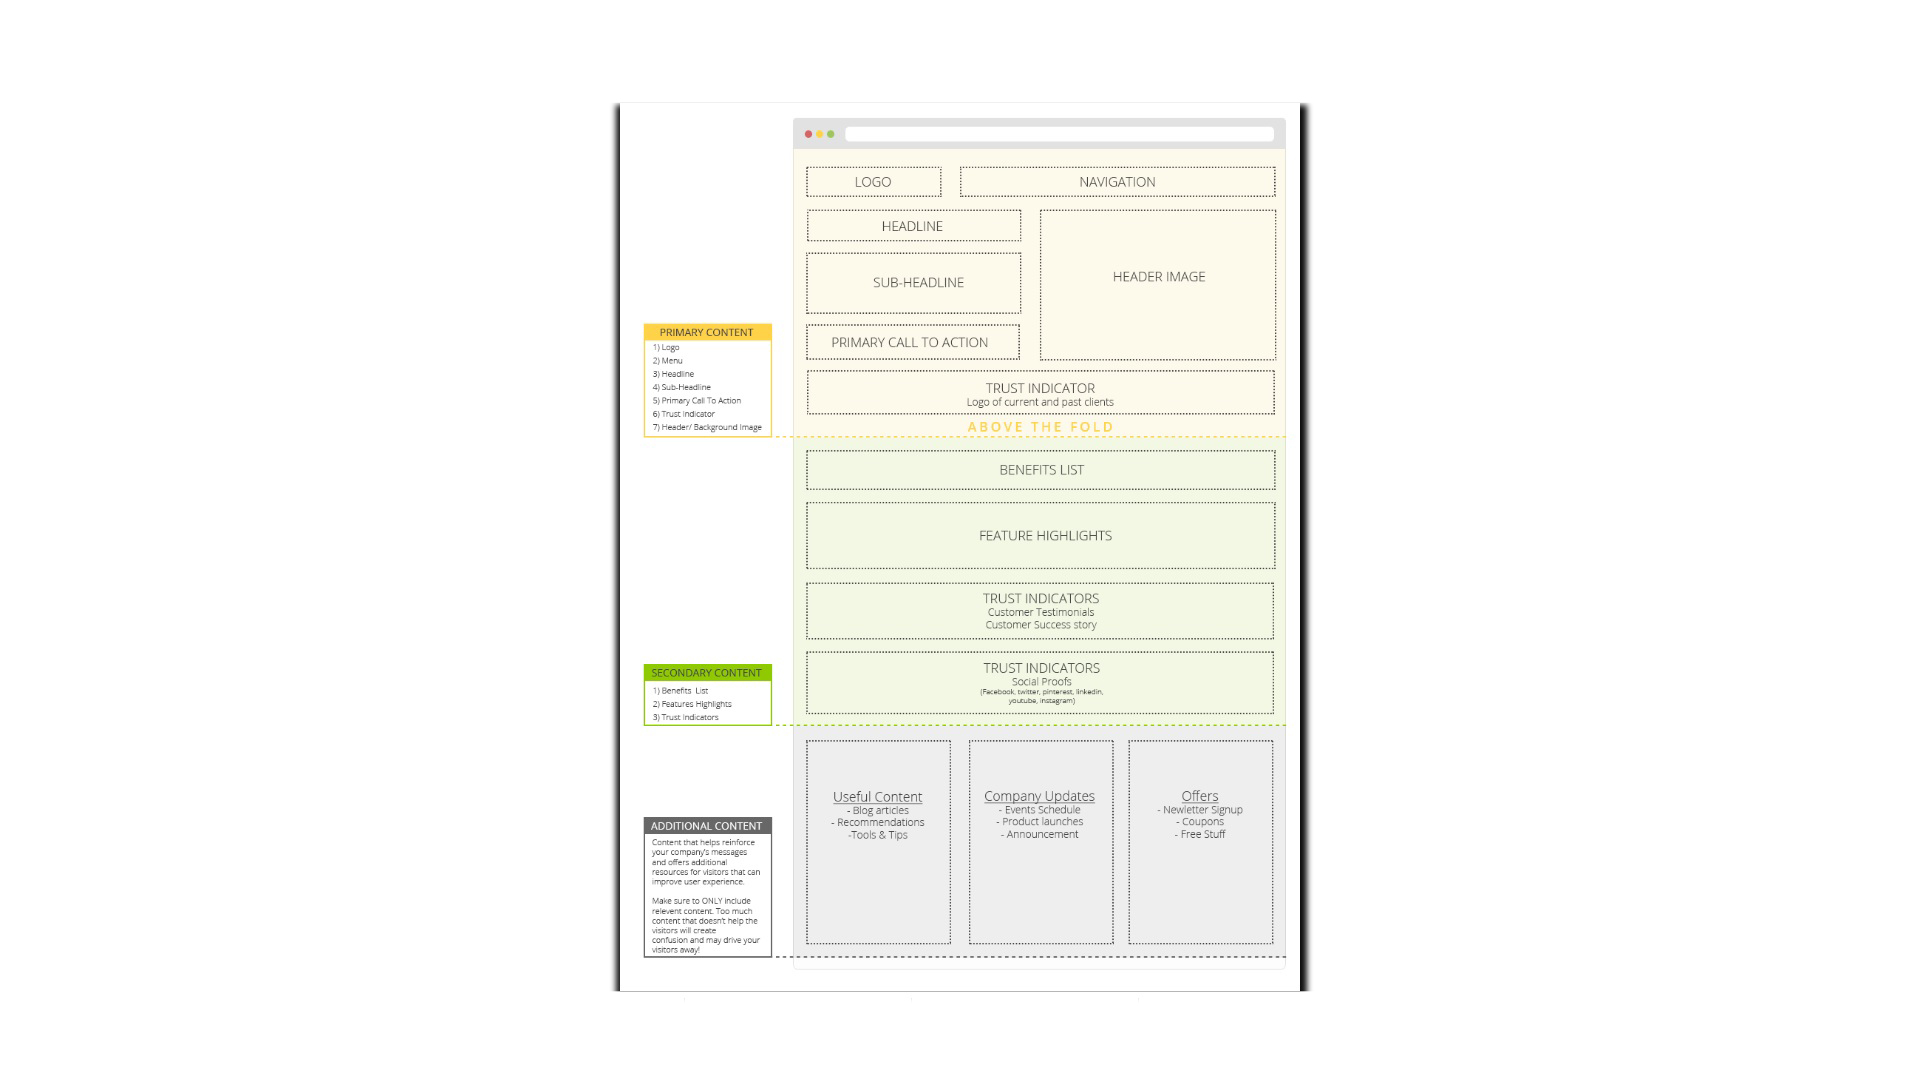 LOGO
NAVIGATION
HEADLINE
SUB-HEADLINE
HEADER IMAGE
PRIMARY CALL TO ACTION
TRUST INDICATOR
Logo of current and past clients
ABOVE THE FOLD
PRIMARY CONTENT
1) Logo
2) Menu
3) Headline
4) Sub-Headline
5) Primary Call To Action
6) Trust Indicator
7) Header/ Background Image
BENEFITS LIST
FEATURE HIGHLIGHTS
TRUST INDICATORS
Customer Testimonials
Customer Success story
TRUST INDICATORS
Social Proofs
(Facebook, twitter, pinterest, linkedin,
youtube, instagram)
SECONDARY CONTENT
1) Benefits List
2) Features Highlights
3) Trust Indicators
Useful Content
- Blog articles
- Recommendations
-Tools & Tips
Company Updates
- Events Schedule
- Product launches
- Announcement
Offers
- Newletter Signup
- Coupons
- Free Stuff
ADDITIONAL CONTENT
Content that helps reinforce
your company's messages
and offers additional
resources for visitors that can
improve user experience.
Make sure to ONLY include
relevent content. Too much
content that doesn't help the
visitors will create
confusion and may drive your
visitors away!